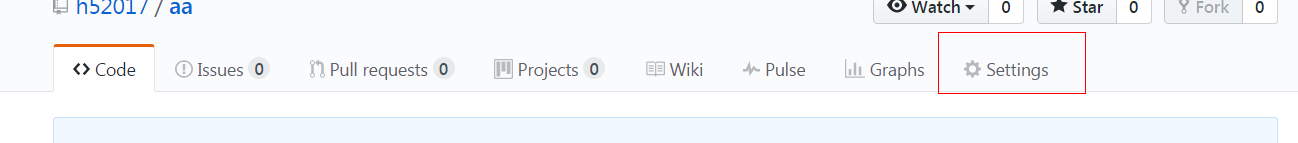 h52017 / aa
Watch 0 Star 0 Fork 0
Code Issues 0 Pull requests 0 Projects 0 Wiki Pulse Graphs Settings